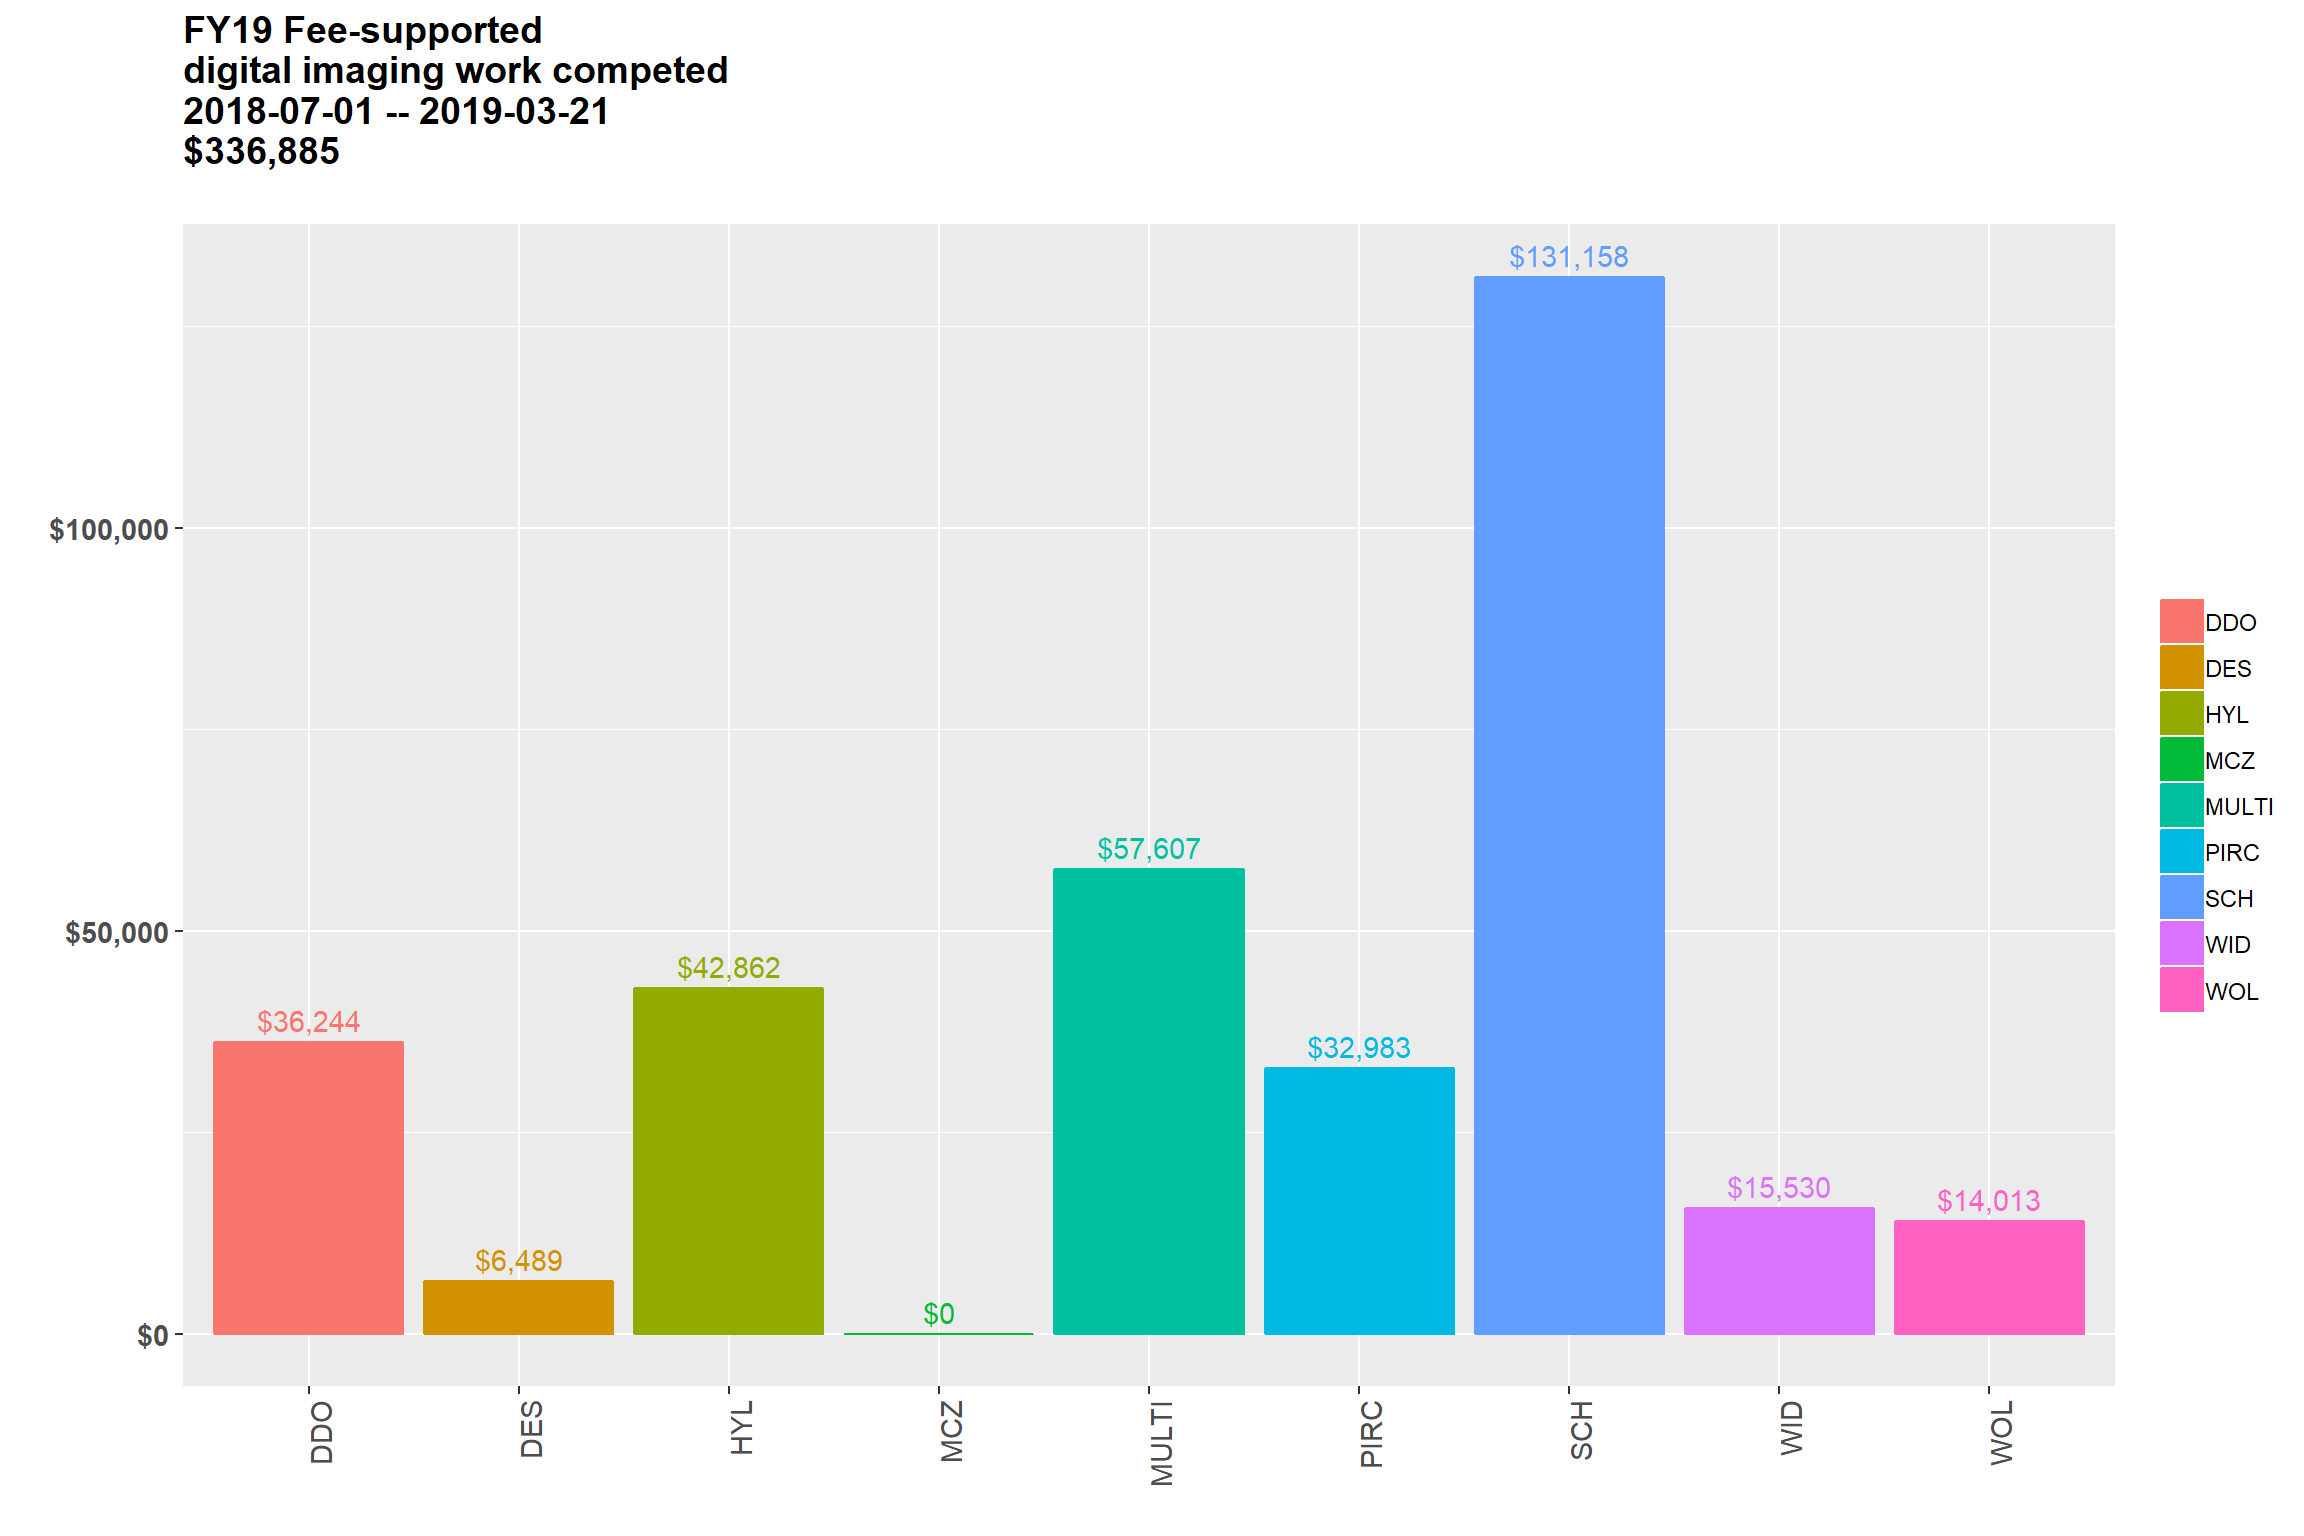 FY19 Fee-supported
digital imaging work competed
2018-07-01 -- 2019-03-21
$336,885
$131,158
$100,000
$57,607
$50,000
$42,862
$36,244
$32,983
$15,530
$14,013
$6,489
$0
$0
DDO
DES
HYL
MCZ
MULTI
PIRC
SCH
WID
WOL
DDO
DES
HYL
MCZ
MULTI
PIRC
SCH
WID
WOL